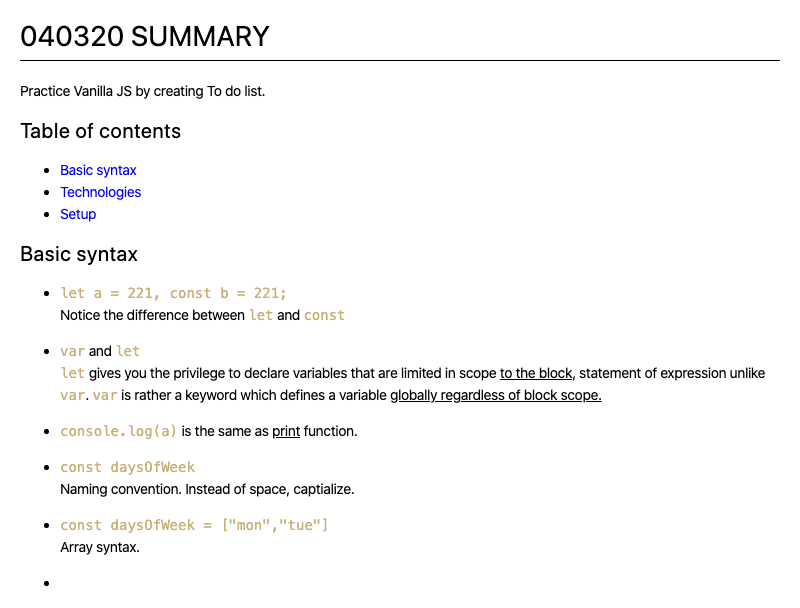 040320 SUMMARY
Practice Vanilla JS by creating To do list.
Table of contents
Basic syntax
Technologies
Setup
Basic syntax
let a = 221, const b = 221;
Notice the difference between let and const
var and let
let gives you the privilege to declare variables that are limited in scope to the block, statement of expression unlike
var. var is rather a keyword which defines a variable globally regardless of block scope.
console.log(a) is the same as print function.
const daysOfWeek
Naming convention. Instead of space, captialize.
const daysOfWeek = ["mon","tue"]
Array syntax.